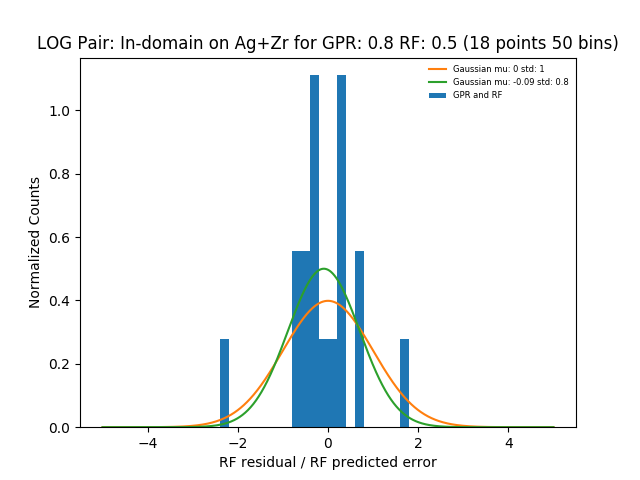 LOG Pair: In-domain on Ag+Zr for GPR: 0.8 RF: 0.5 (18 points 50 bins)
Gaussian mu: 0 std: 1
Gaussian mu: -0.09 std: 0.8
GPR and RF
Normalized Counts
1.0
0.8
0.6
0.4
0.2
0.0
−4 −2 0 2 4
RF residual / RF predicted error